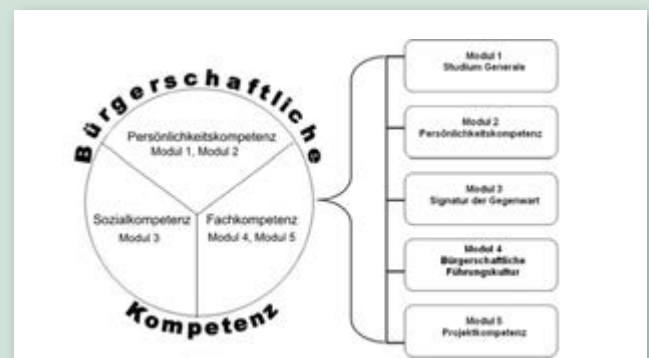 Bürgerschaftliche
Persönlichkeitskompetenz
Modul 1, Modul 2
Sozialkompetenz
Modul 3
Fachkompetenz
Modul 4, Modul 5
Kompetenz
Modul 1
Studium Generale
Modul 2
Persönlichkeitskompetenz
Modul 3
Signatur der Gegenwart
Modul 4
Bürgerschaftliche
Führungskultur
Modul 5
Projektkompetenz